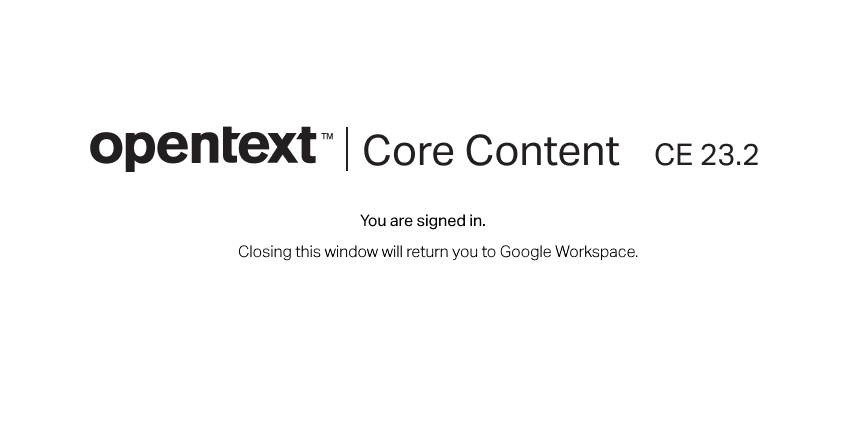 opentext™ | Core Content CE 23.2
You are signed in.
Closing this window will return you to Google Workspace.